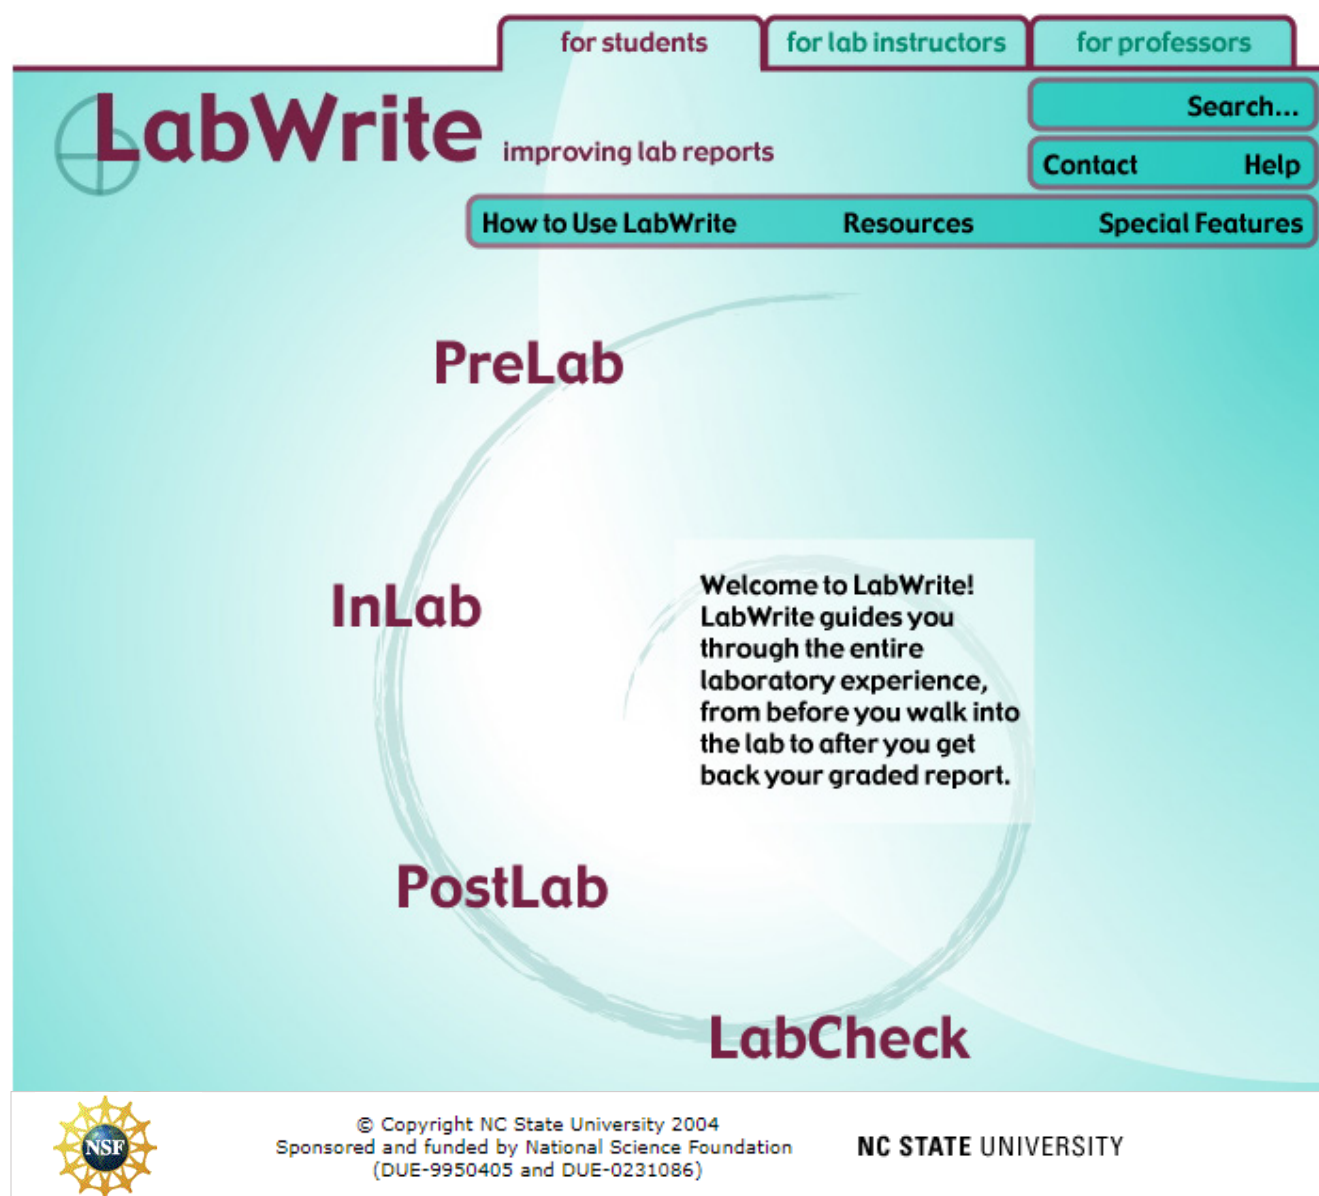 for students
for lab instructors
for professors
LabWrite
improving lab reports
Search...
Contact
Help
How to Use LabWrite
Resources
Special Features
PreLab
InLab
Welcome to LabWrite!
LabWrite guides you
through the entire
laboratory experience,
from before you walk into
the lab to after you get
back your graded report.
PostLab
LabCheck
NSF
© Copyright NC State University 2004
Sponsored and funded by National Science Foundation
(DUE-9950405 and DUE-0231086)
NC STATE UNIVERSITY